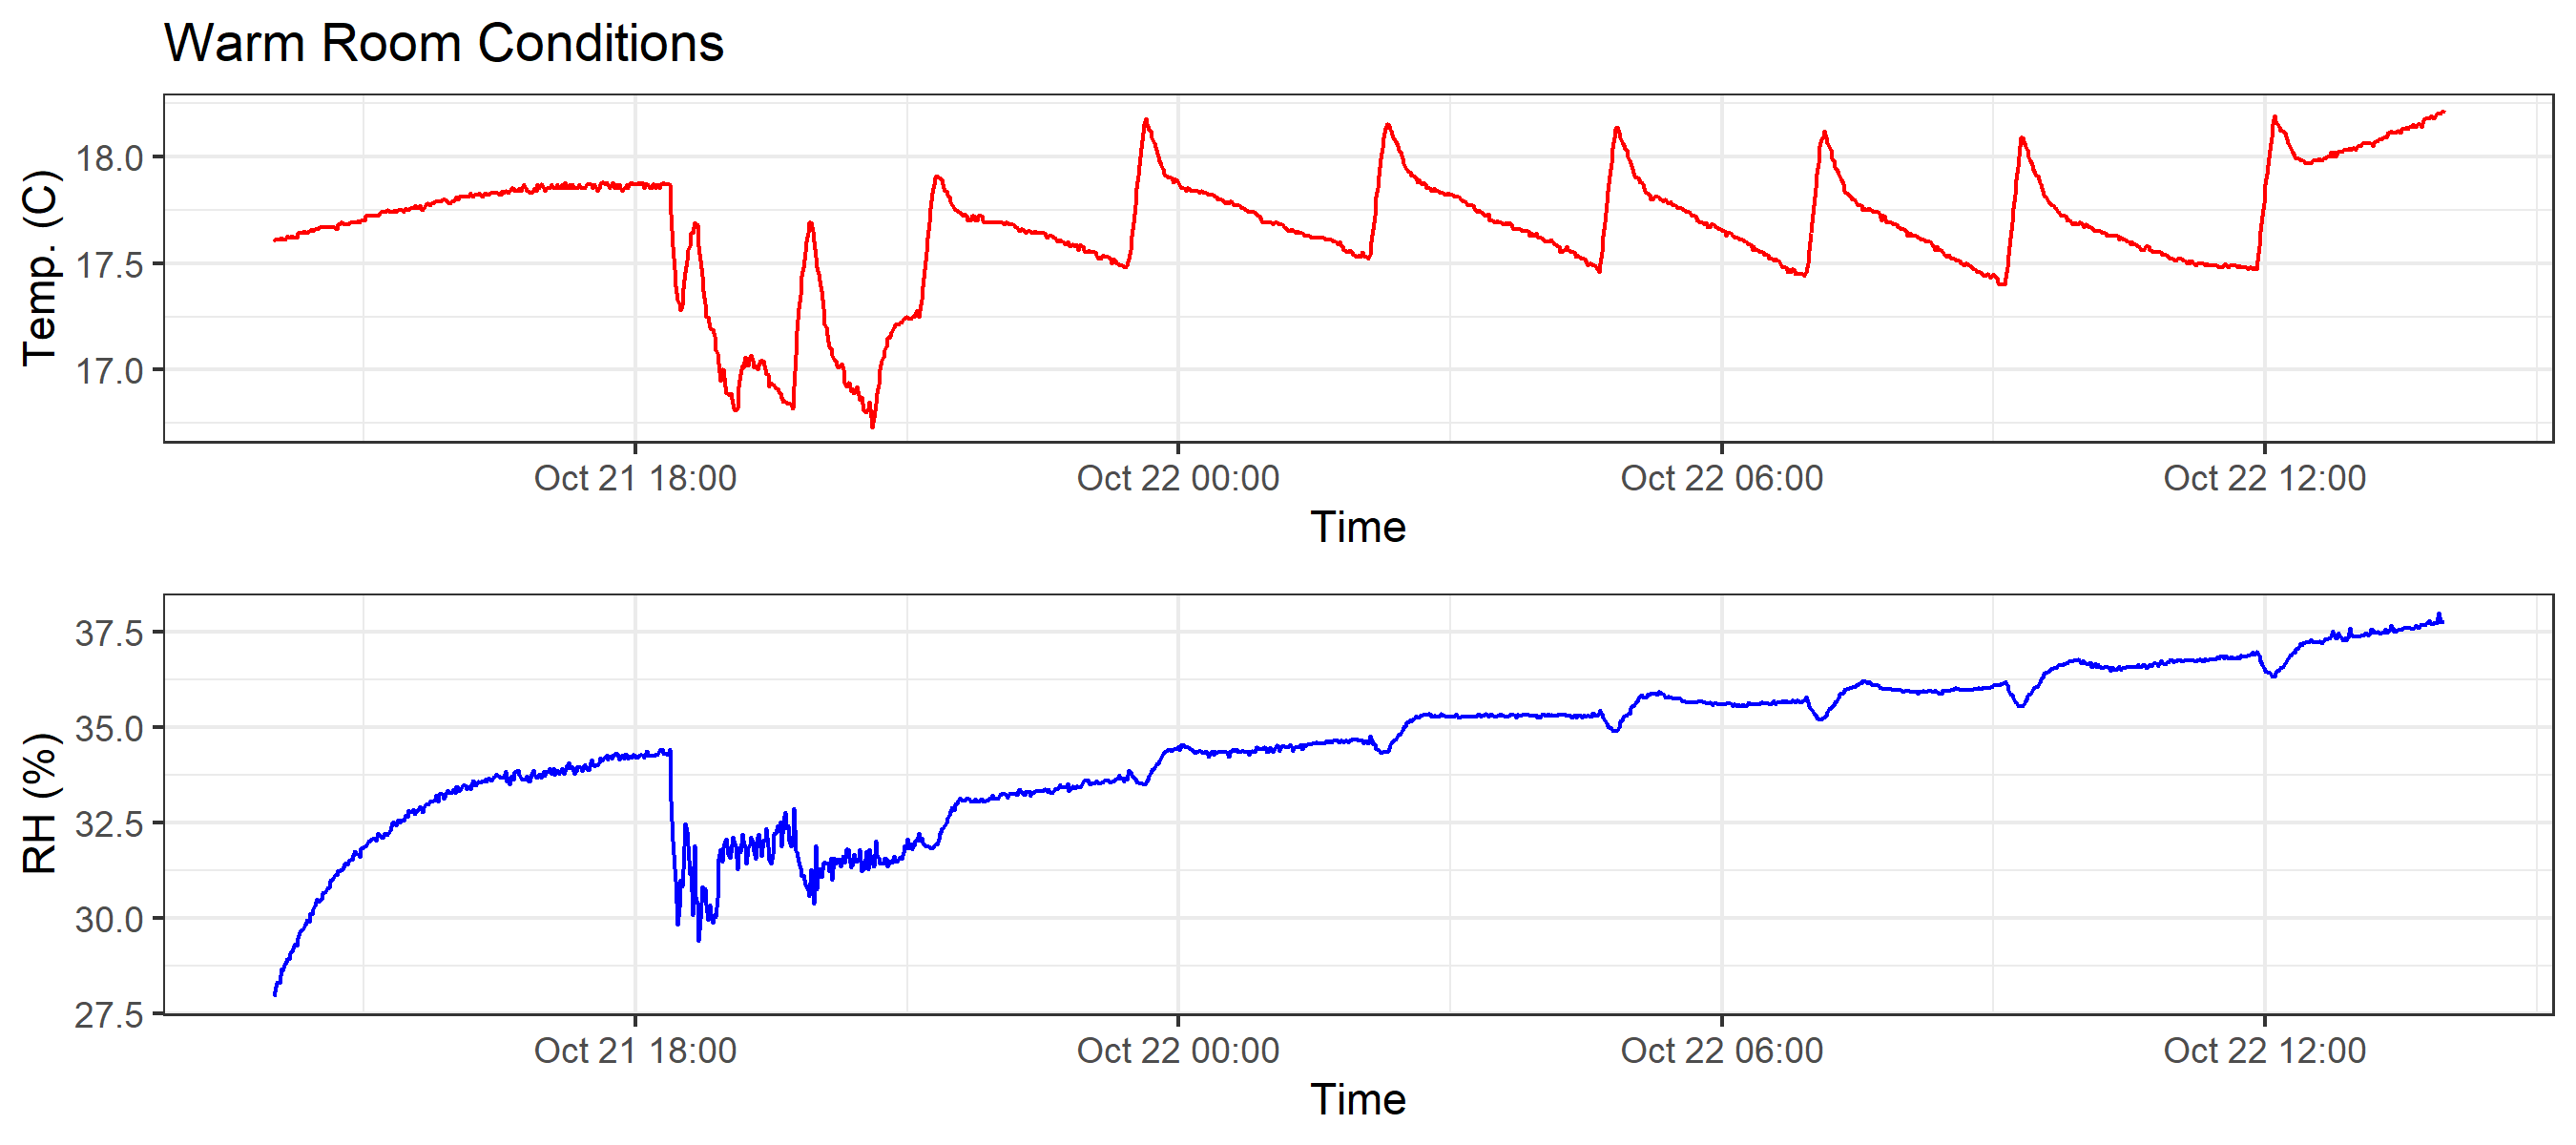 Warm Room Conditions
Temp. (C)
18.0
17.5
17.0
Oct 21 18:00 Oct 22 00:00 Oct 22 06:00 Oct 22 12:00
Time
RH (%)
37.5
35.0
32.5
30.0
27.5
Oct 21 18:00 Oct 22 00:00 Oct 22 06:00 Oct 22 12:00
Time